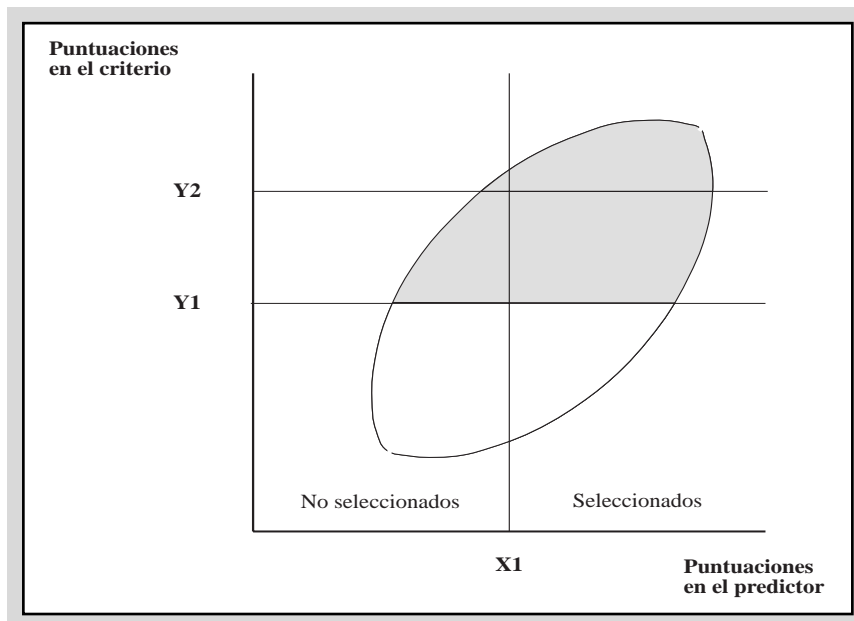 Puntuaciones
en el criterio
Y2
Y1
No seleccionados
Seleccionados
X1
Puntuaciones
en el predictor